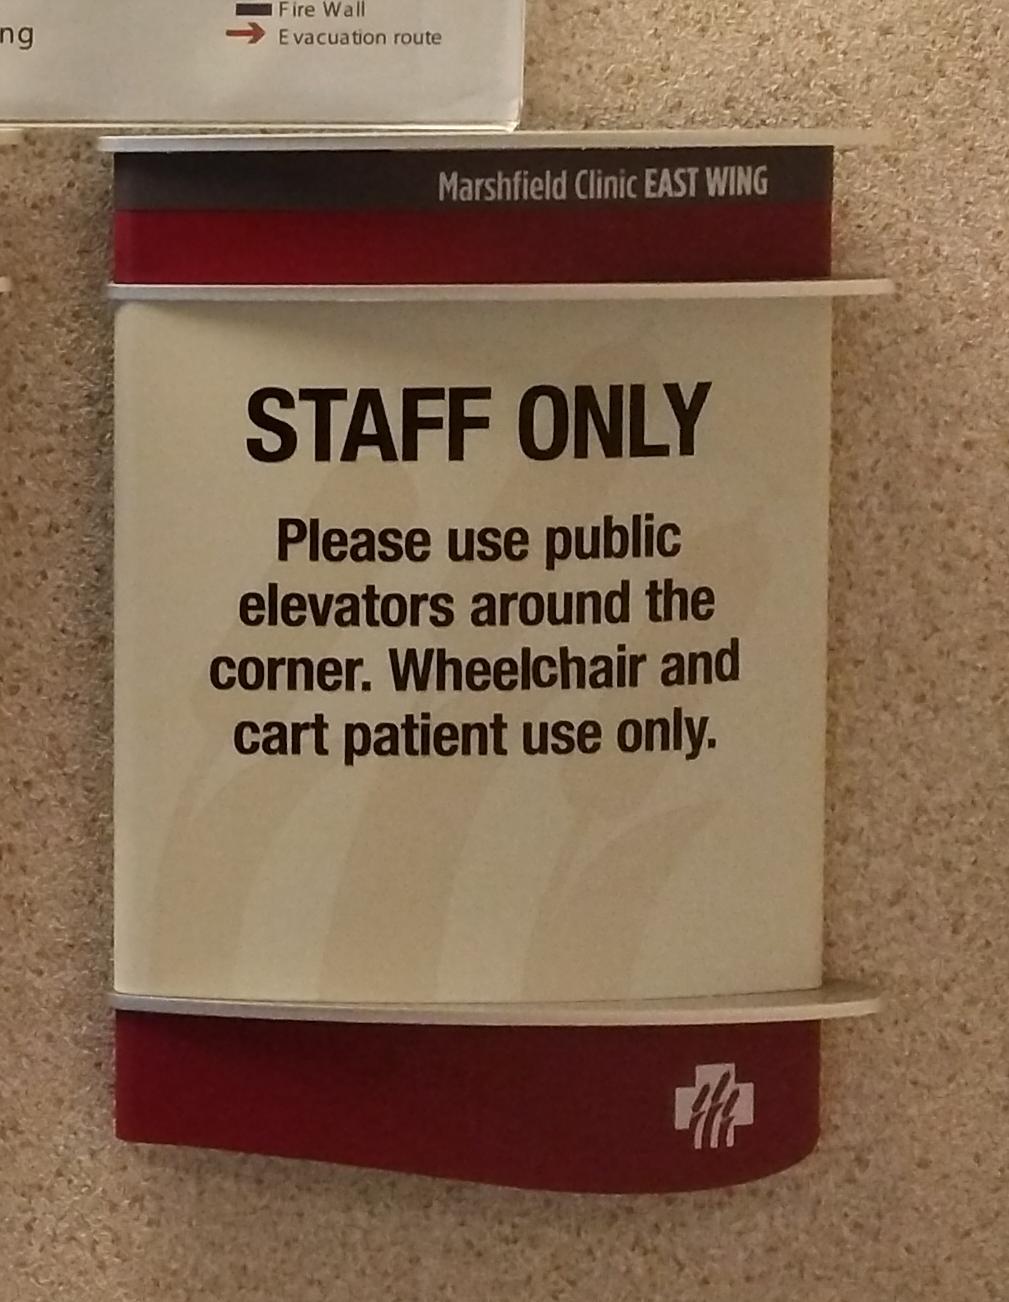 Fire Wall
ng
Evacuation route
Marshfield Clinic EAST WING
STAFF ONLY
Please use public
elevators around the
corner. Wheelchair and
cart patient use only.